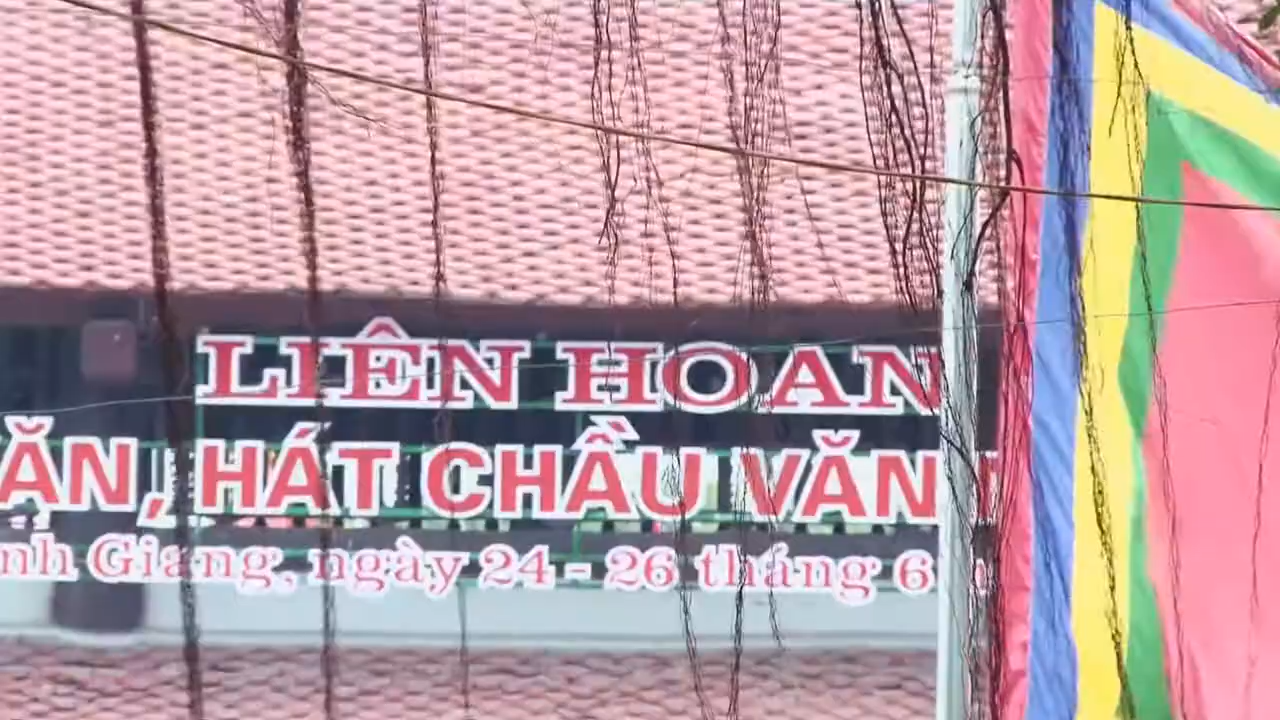 LIÊN HOAN
ĂN, HÁT CHẦU VĂN
nh Giang, ngày 24 - 26 tháng 6